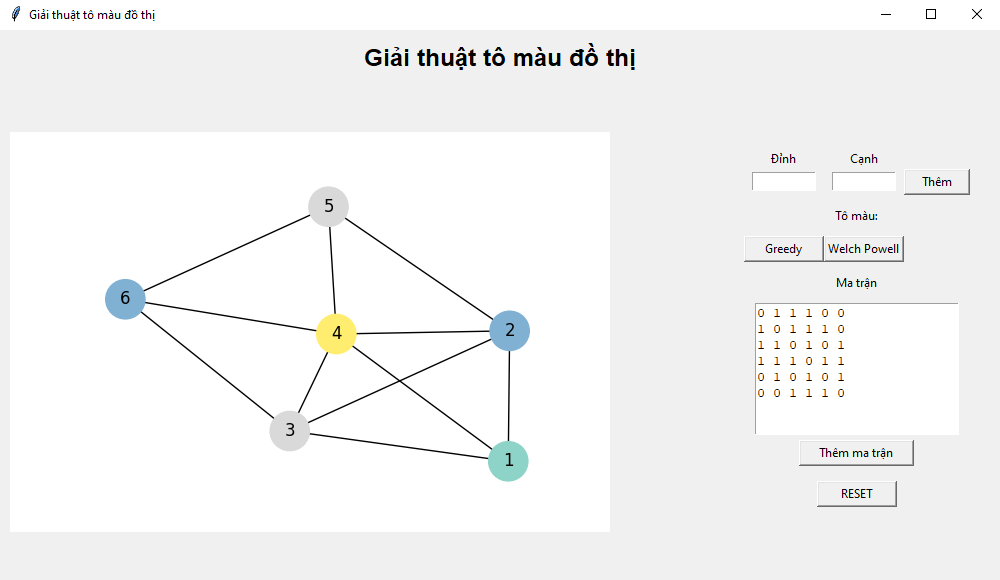 Giải thuật tô màu đồ thị
Giải thuật tô màu đồ thị
5
6
4
2
3
1
Đỉnh Cạnh
Thêm
Tô màu:
Greedy Welch Powell
Ma trận
0 1 1 1 0 0
1 0 1 1 1 0
1 1 0 1 0 1
1 1 1 0 1 1
0 1 0 1 0 1
0 0 1 1 1 0
Thêm ma trận
RESET